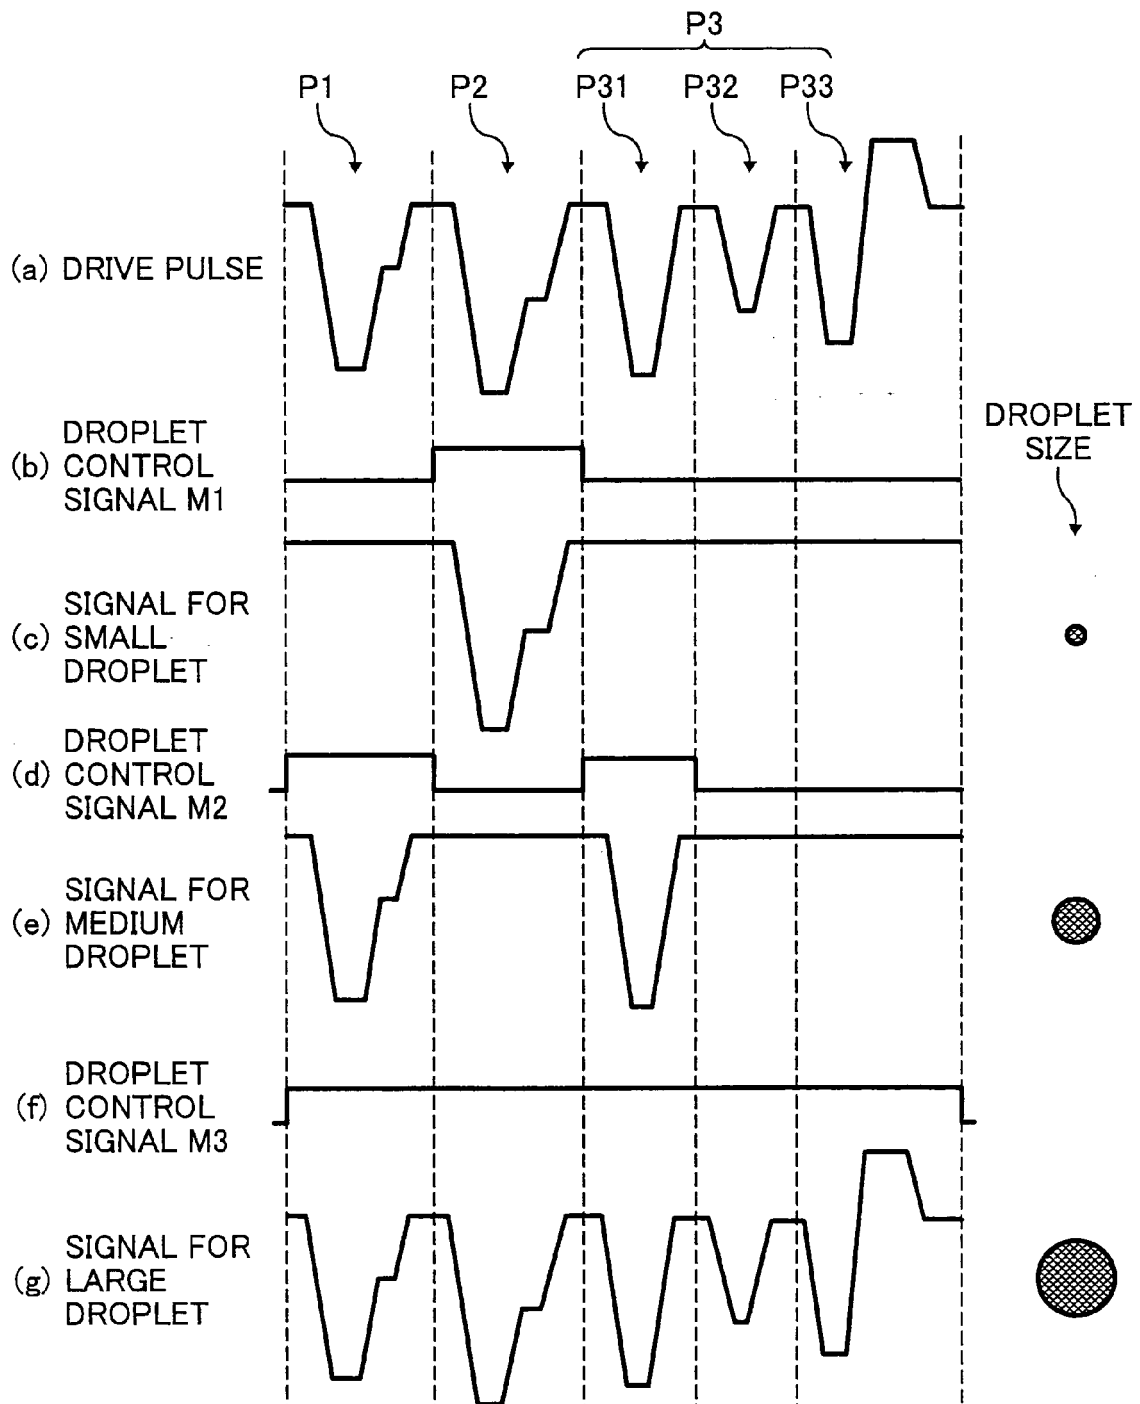 P3
P1
P2
P31
P32
P33
(a) DRIVE PULSE
DROPLET
(b) CONTROL
SIGNAL M1
DROPLET
SIZE
SIGNAL FOR
(c) SMALL
DROPLET
DROPLET
(d) CONTROL
SIGNAL M2
SIGNAL FOR
(e) MEDIUM
DROPLET
DROPLET
(f) CONTROL
SIGNAL M3
SIGNAL FOR
(g) LARGE
DROPLET